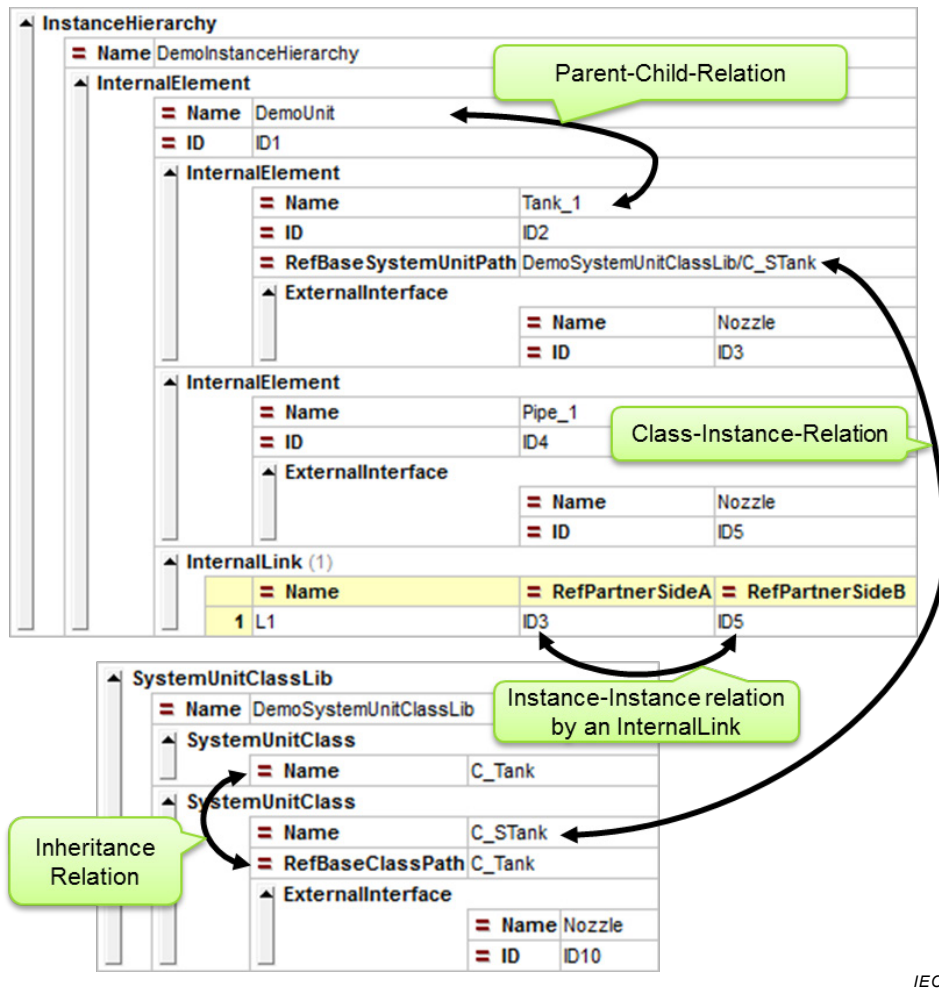 InstanceHierarchy
= Name DemoInstanceHierarchy
InternalElement
Parent-Child-Relation
= Name DemoUnit
= ID ID1
InternalElement
= Name Tank_1
= ID ID2
= RefBaseSystemUnitPath DemoSystemUnitClassLib/C_STank
ExternalInterface
= Name Nozzle
= ID ID3
InternalElement
= Name Pipe_1
= ID ID4
Class-Instance-Relation
ExternalInterface
= Name Nozzle
= ID ID5
InternalLink (1)
= Name = RefPartnerSideA = RefPartnerSideB
1 L1 ID3 ID5
SystemUnitClassLib
= Name DemoSystemUnitClassLib
Instance-Instance relation
by an InternalLink
SystemUnitClass
= Name C_Tank
SystemUnitClass
= Name C_STank
= RefBaseClassPath C_Tank
Inheritance
Relation
ExternalInterface
= Name Nozzle
= ID ID10
IEC